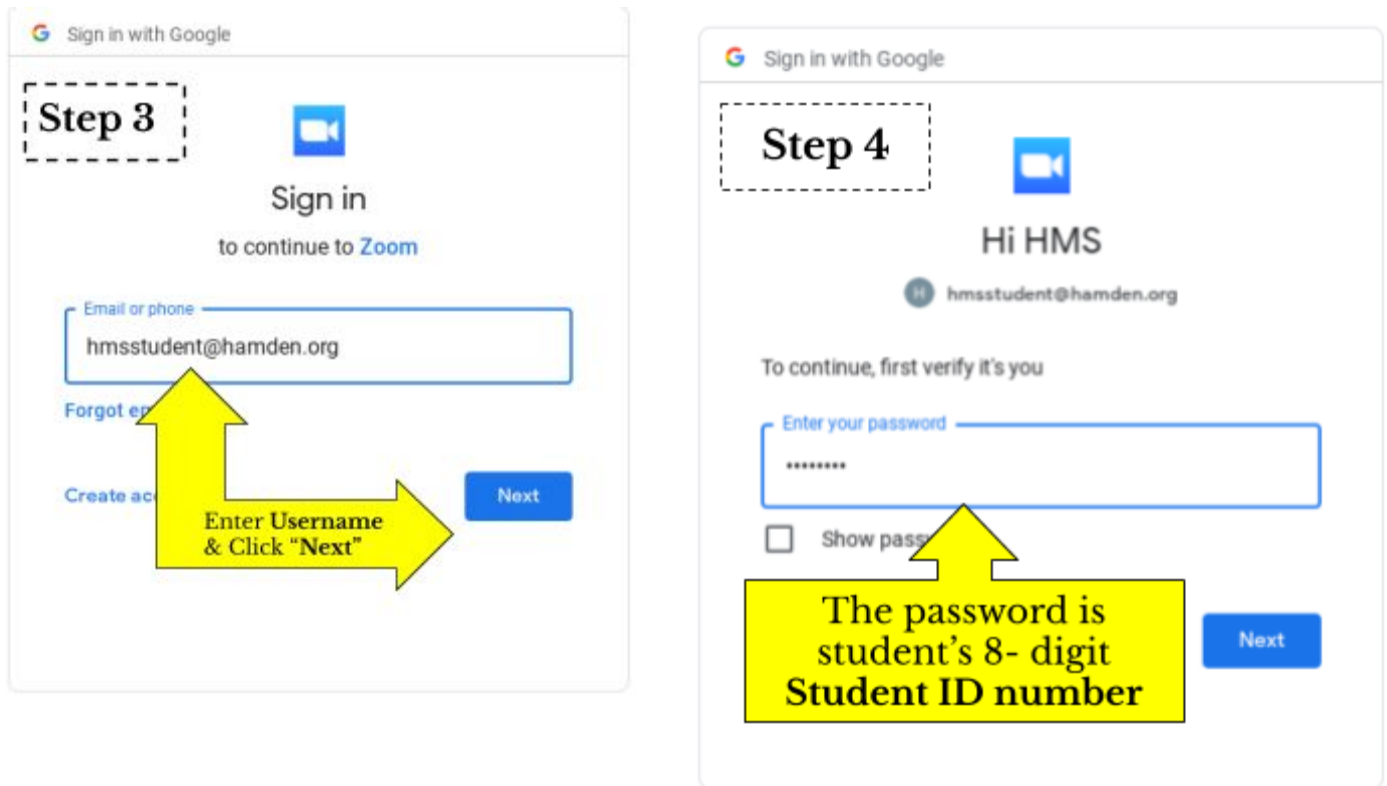 Sign in with Google
Step 3
Sign in
to continue to Zoom
Email or phone
hmsstudent@hamden.org
Forgot
Create
Next
Enter Username
& Click “Next”
Sign in with Google
Step 4
Hi HMS
H hmsstudent@hamden.org
To continue, first verify it's you
Enter your password
••••••••
Show
The password is
student’s 8- digit
Student ID number
Next